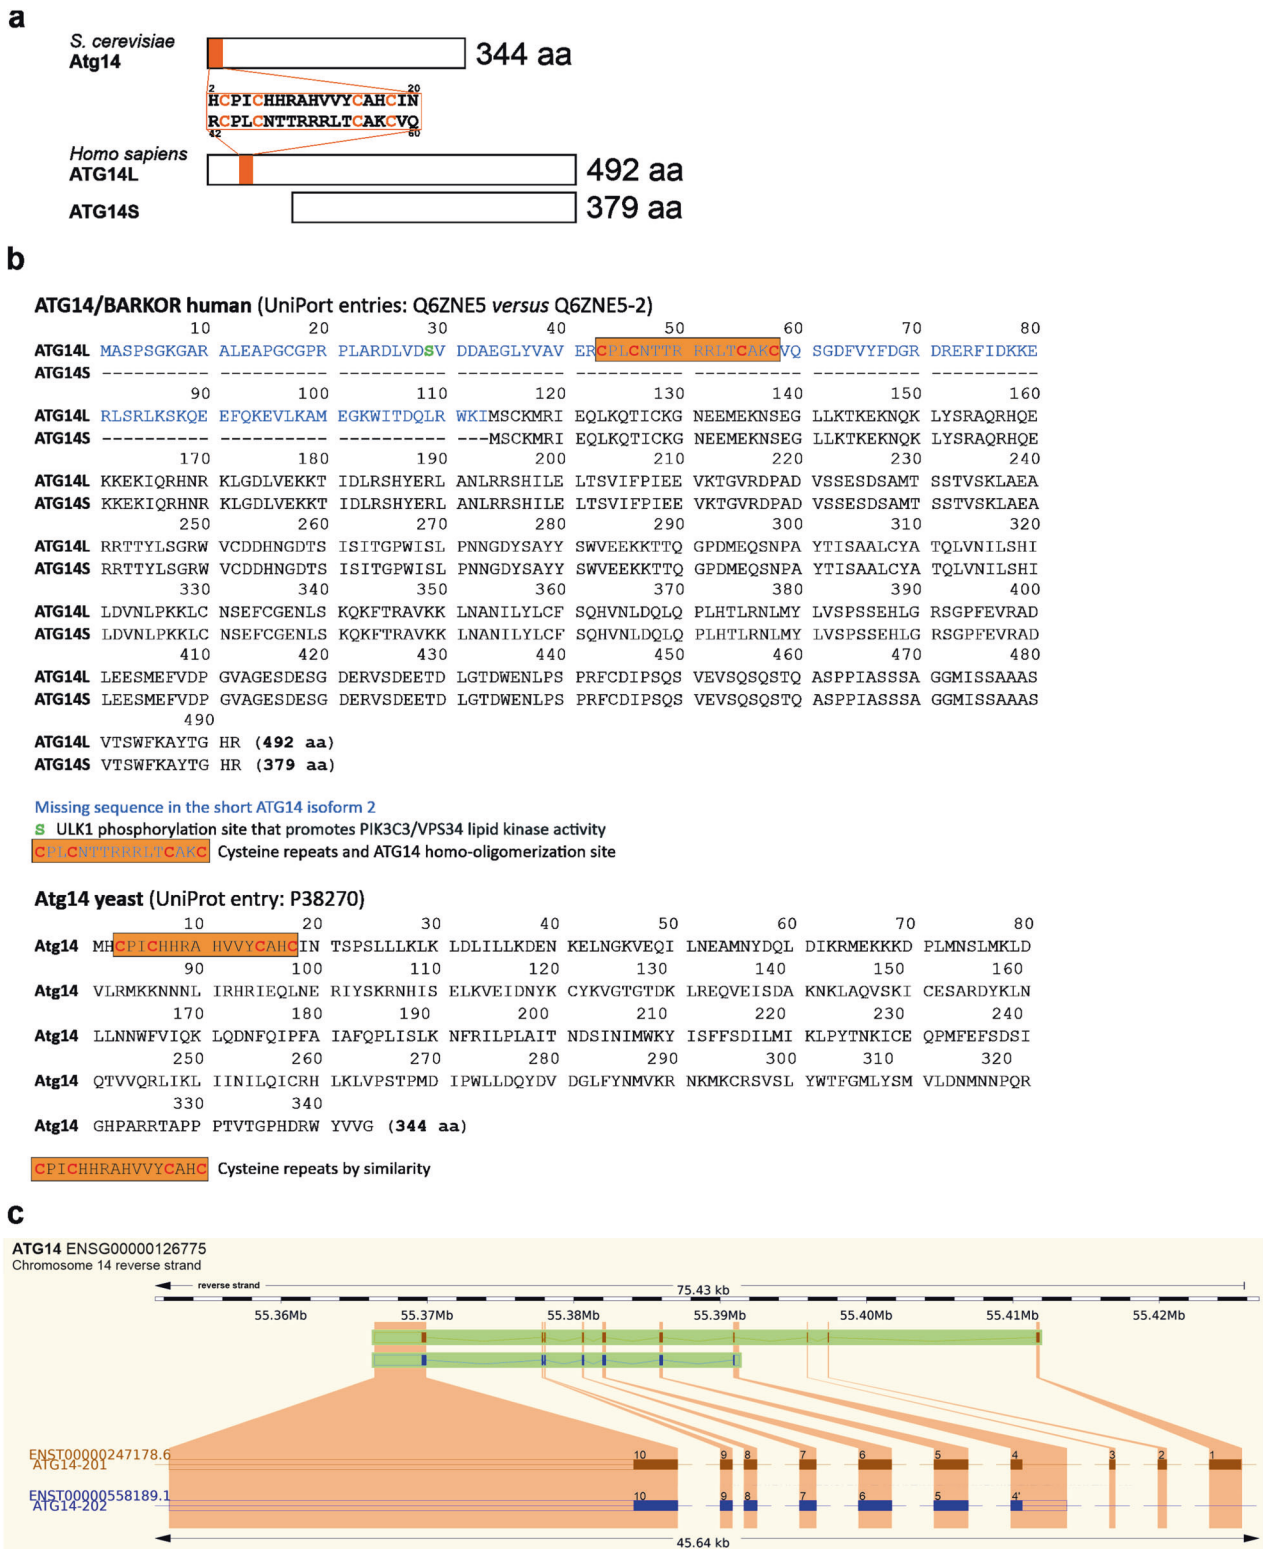 a
S. cerevisiae
Atg14
344 aa
2 20
HCPICHHRAHVVYCAHCIN
RCPLCNTTRRRLTCAKCVQ
42 60
Homo sapiens
ATG14L
492 aa
ATG14S
379 aa
b
ATG14/BARKOR human (UniPort entries: Q6ZNE5 versus Q6ZNE5-2)
10 20 30 40 50 60 70 80
ATG14L MASPSGKGAR ALEAPGCGPR PLARDLVDSV DDAEGLYVAV ERCPLCNTTR RRLTCAKCVQ SGDFVYFDGR DRERFIDKKE
ATG14S ---------- ---------- ---------- ---------- ---------- ---------- ---------- ----------
90 100 110 120 130 140 150 160
ATG14L RLSRLKSKQE EFQKEVLKAM EGKWITDQLR WKIMSCKMRI EQLKQTICKG NEEMEKNSEG LLKTKEKNQK LYSRAQRHQE
ATG14S ---------- ---------- ---------- ---MSCKMRI EQLKQTICKG NEEMEKNSEG LLKTKEKNQK LYSRAQRHQE
170 180 190 200 210 220 230 240
ATG14L KKEKIQRHNR KLGDLVEKKT IDLRSHYERL ANLRRSHILE LTSVIFPIEE VKTGVRDPAD VSSESDSAMT SSTVSKLAEA
ATG14S KKEKIQRHNR KLGDLVEKKT IDLRSHYERL ANLRRSHILE LTSVIFPIEE VKTGVRDPAD VSSESDSAMT SSTVSKLAEA
250 260 270 280 290 300 310 320
ATG14L RRTTYLSGRW VCDDHNGDTS ISITGPWISL PNNGDYSAYY SWVEEKKTTQ GPDMEQSNPA YTISAALCYA TQLVNILSHI
ATG14S RRTTYLSGRW VCDDHNGDTS ISITGPWISL PNNGDYSAYY SWVEEKKTTQ GPDMEQSNPA YTISAALCYA TQLVNILSHI
330 340 350 360 370 380 390 400
ATG14L LDVNLPKKLC NSEFCGENLS KQKFTRAVKK LNANILYLCF SQHVNLDQLQ PLHTLRNLMY LVSPSSEHLG RSGPFEVRAD
ATG14S LDVNLPKKLC NSEFCGENLS KQKFTRAVKK LNANILYLCF SQHVNLDQLQ PLHTLRNLMY LVSPSSEHLG RSGPFEVRAD
410 420 430 440 450 460 470 480
ATG14L LEESMEFVDP GVAGESDESG DERVSDEETD LGTDWENLPS PRFCDIPSQS VEVSQSQSTQ ASPPIASSSA GGMISSAAAS
ATG14S LEESMEFVDP GVAGESDESG DERVSDEETD LGTDWENLPS PRFCDIPSQS VEVSQSQSTQ ASPPIASSSA GGMISSAAAS
490
ATG14L VTSWFKAYTG HR (492 aa)
ATG14S VTSWFKAYTG HR (379 aa)
Missing sequence in the short ATG14 isoform 2
S ULK1 phosphorylation site that promotes PIK3C3/VPS34 lipid kinase activity
CPLCNTTRRRLTCAKC Cysteine repeats and ATG14 homo-oligomerization site
Atg14 yeast (UniProt entry: P38270)
10 20 30 40 50 60 70 80
Atg14 MHCPICHHRA HVVYCAHCIN TSPSLLLKLK LDLILLKDEN KELNGKVEQI LNEAMNYDQL DIKRMEKKKD PLMNSLMKLD
90 100 110 120 130 140 150 160
Atg14 VLRMKKNNNL IRHRIEQLNE RIYSKRNHIS ELKVEIDNYK CYKVGTGTDK LREQVEISDA KNKLAQVSKI CESARDYKLN
170 180 190 200 210 220 230 240
Atg14 LLNNWFVIQK LQDNFQIPFA IAFQPLISLK NFRILPLAIT NDSINIMWKY ISFFSDILMI KLPYTNKICE QPMFEFSDSI
250 260 270 280 290 300 310 320
Atg14 QTVVQRLIKL IINILQICRH LKLVPSTPMD IPWLLDQYDV DGLFYNMVKR NKMKCRSVSL YWTFGMLYSM VLDNMNNPQR
330 340
Atg14 GHPARRTAPP PTVTGPHDRW YVVG (344 aa)
CPICHHRAHVVYCAHC Cysteine repeats by similarity
c
ATG14 ENSG00000126775
Chromosome 14 reverse strand
reverse strand
75.43 kb
55.36Mb 55.37Mb 55.38Mb 55.39Mb 55.40Mb 55.41Mb 55.42Mb
ENST00000247178.6
ATG14-201
10 9 8 7 6 5 4 3 2 1
ENST00000558189.1
ATG14-202
10 9 8 7 6 5 4'
45.64 kb